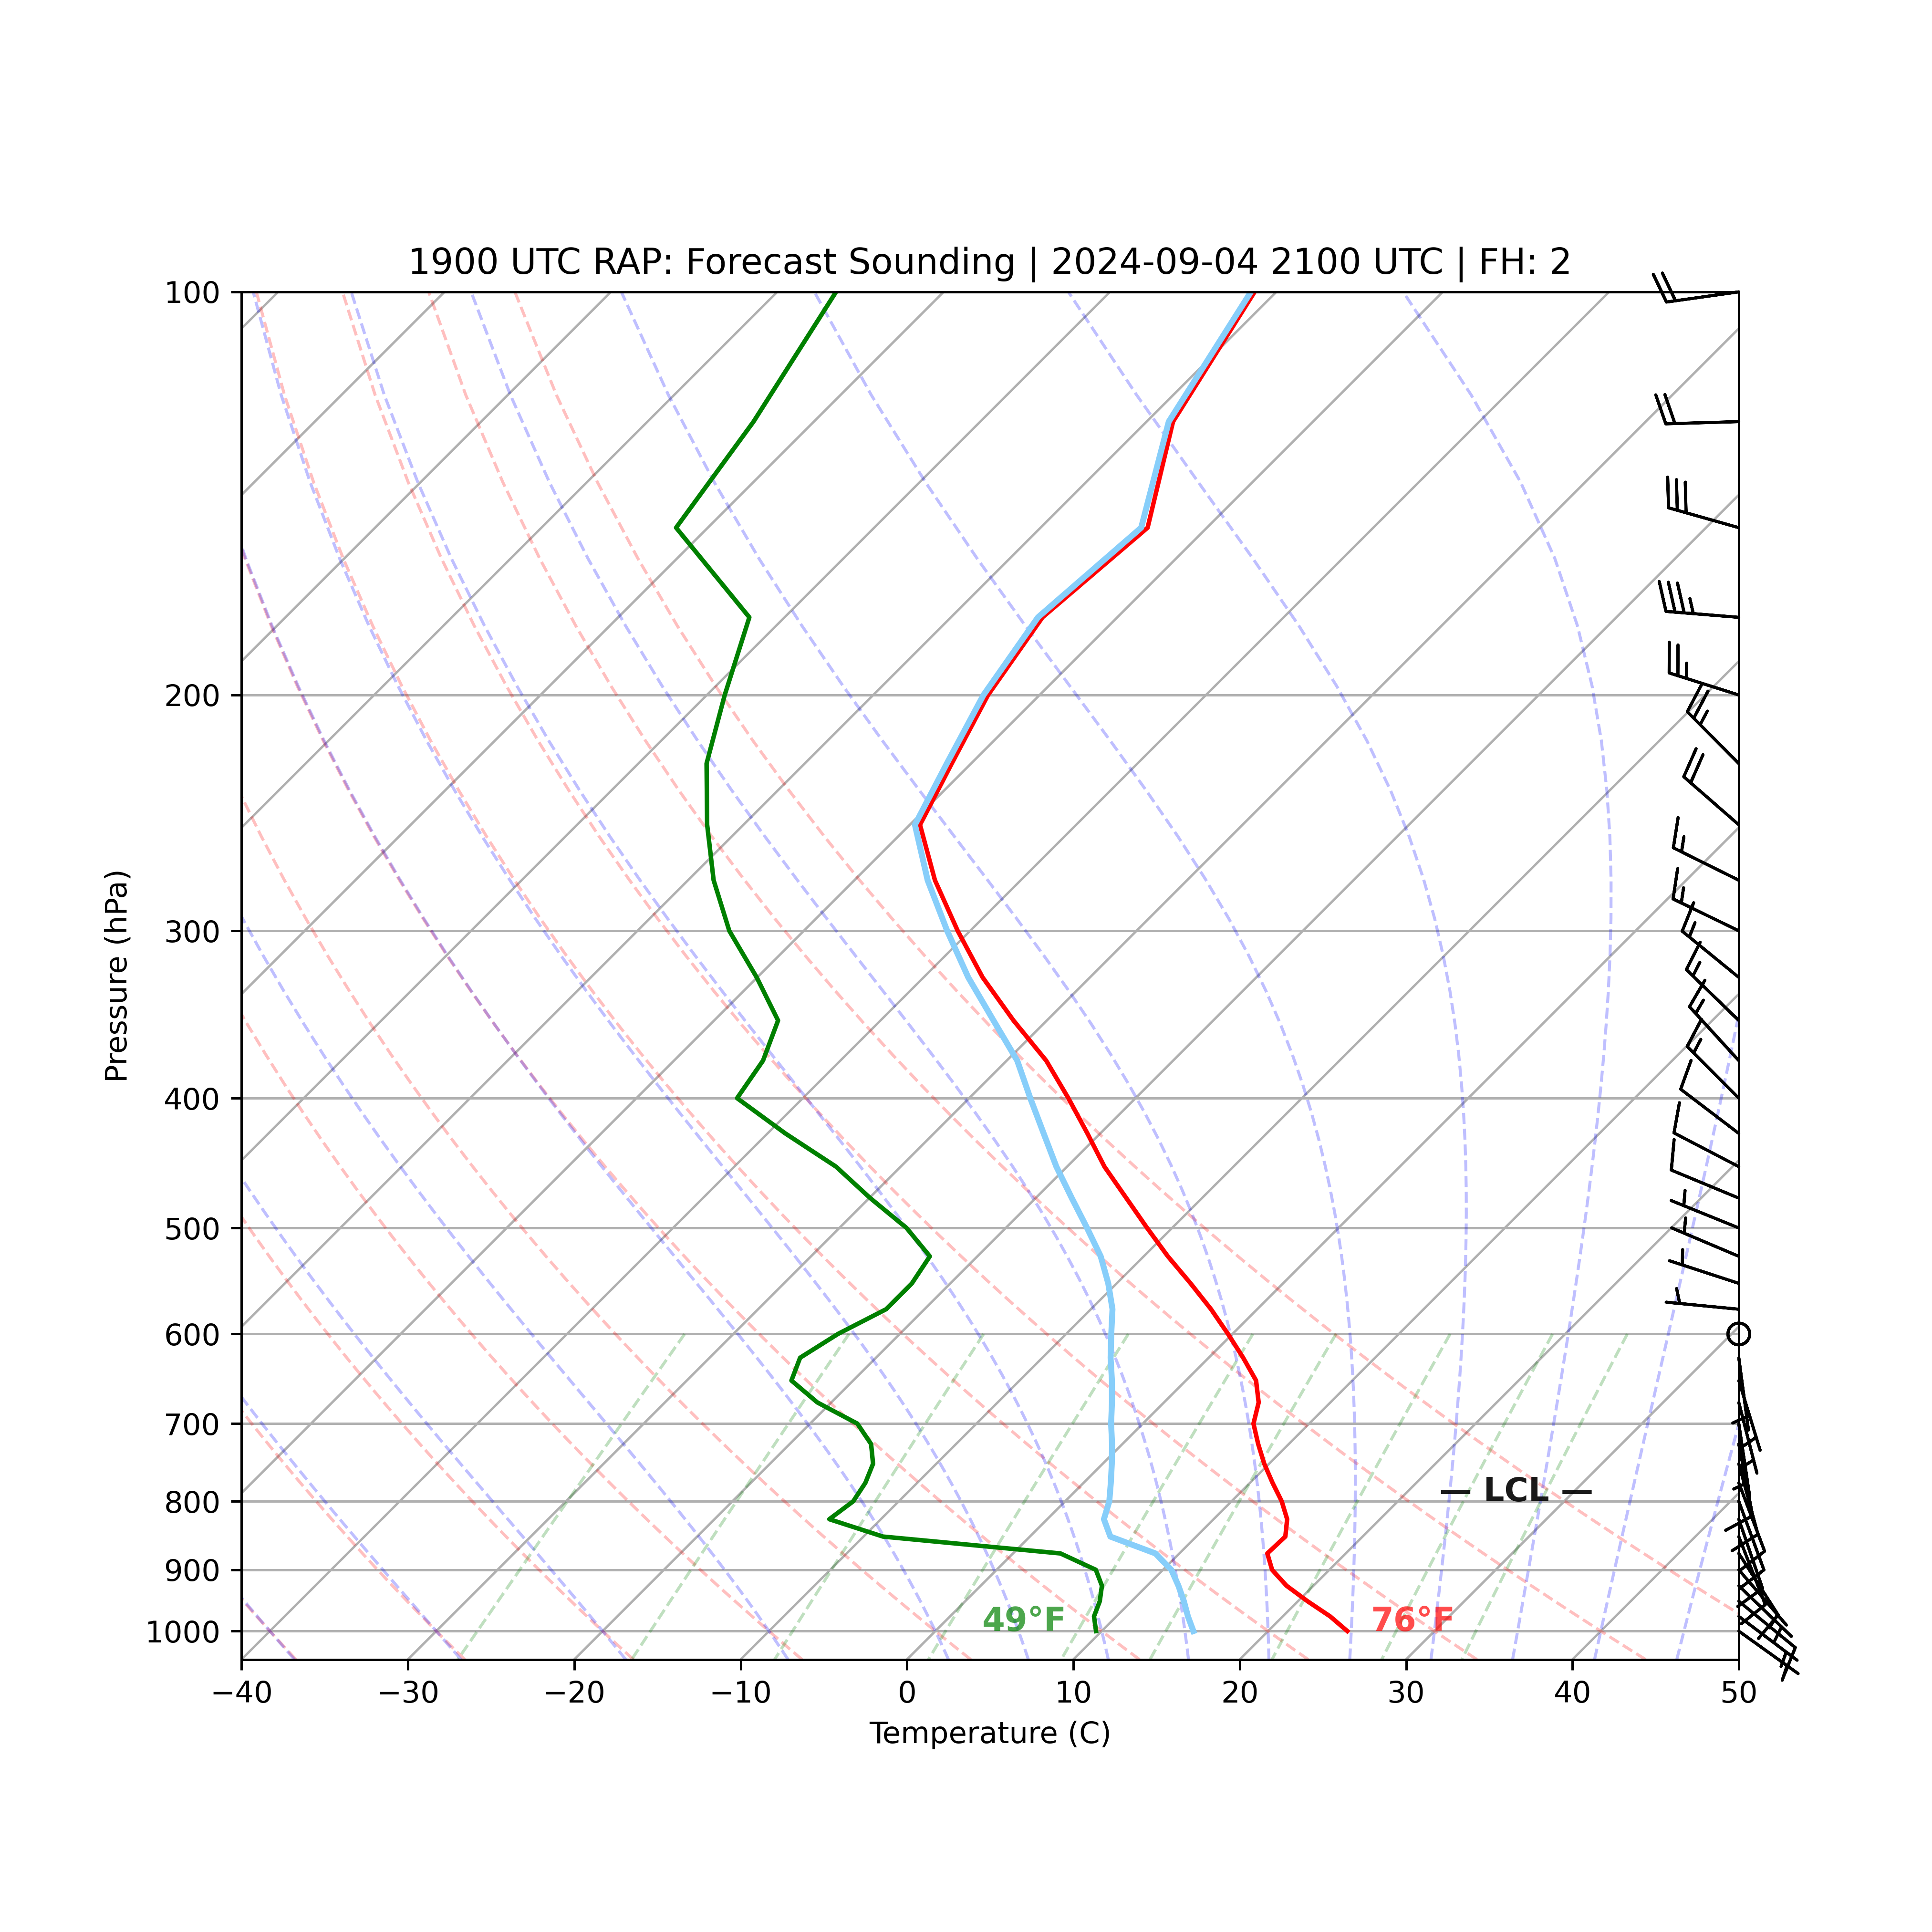 1900 UTC RAP: Forecast Sounding | 2024-09-04 2100 UTC | FH: 2
100
200
300
400
500
600
700
800
900
1000
Pressure (hPa)
— LCL —
49°F
76°F
−40 −30 −20 −10 0 10 20 30 40 50
Temperature (C)